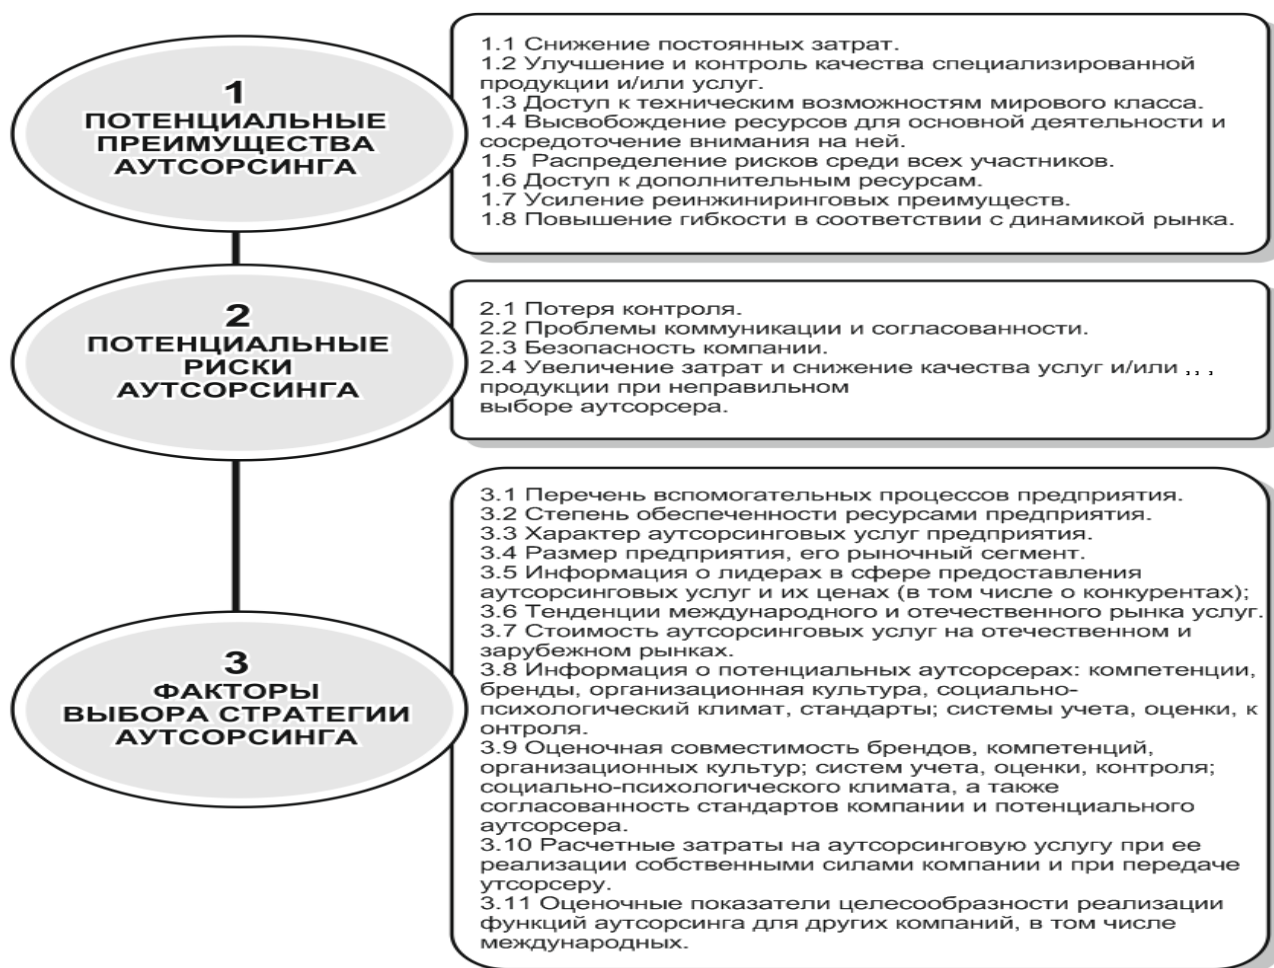 1
ПОТЕНЦИАЛЬНЫЕ
ПРЕИМУЩЕСТВА
АУТСОРСИНГА
1.1 Снижение постоянных затрат.
1.2 Улучшение и контроль качества специализированной
продукции и/или услуг.
1.3 Доступ к техническим возможностям мирового класса.
1.4 Высвобождение ресурсов для основной деятельности и
сосредоточение внимания на ней.
1.5 Распределение рисков среди всех участников.
1.6 Доступ к дополнительным ресурсам.
1.7 Усиление реинжиниринговых преимуществ.
1.8 Повышение гибкости в соответствии с динамикой рынка.
2
ПОТЕНЦИАЛЬНЫЕ
РИСКИ
АУТСОРСИНГА
2.1 Потеря контроля.
2.2 Проблемы коммуникации и согласованности.
2.3 Безопасность компании.
2.4 Увеличение затрат и снижение качества услуг и/или , , ,
продукции при неправильном
выборе аутсорсера.
3
ФАКТОРЫ
ВЫБОРА СТРАТЕГИИ
АУТСОРСИНГА
3.1 Перечень вспомогательных процессов предприятия.
3.2 Степень обеспеченности ресурсами предприятия.
3.3 Характер аутсорсинговых услуг предприятия.
3.4 Размер предприятия, его рыночный сегмент.
3.5 Информация о лидерах в сфере предоставления
аутсорсинговых услуг и их ценах (в том числе о конкурентах);
3.6 Тенденции международного и отечественного рынка услуг.
3.7 Стоимость аутсорсинговых услуг на отечественном и
зарубежном рынках.
3.8 Информация о потенциальных аутсорсерах: компетенции,
бренды, организационная культура, социально-
психологический климат, стандарты; системы учета, оценки, к
онтроля.
3.9 Оценочная совместимость брендов, компетенций,
организационных культур; систем учета, оценки, контроля;
социально-психологического климата, а также
согласованность стандартов компании и потенциального
аутсорсера.
3.10 Расчетные затраты на аутсорсинговую услугу при ее
реализации собственными силами компании и при передаче
утсорсеру.
3.11 Оценочные показатели целесообразности реализации
функций аутсорсинга для других компаний, в том числе
международных.